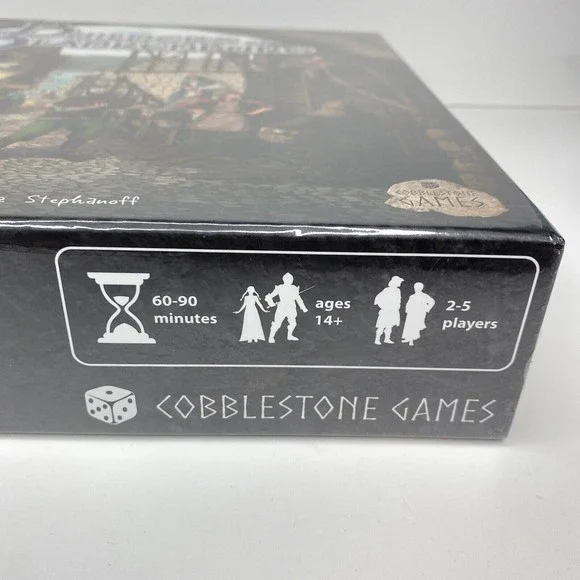 Stephanoff
COBBLESTONE
GAMES
60-90
minutes
ages
14+
2-5
players
COBBLESTONE GAMES